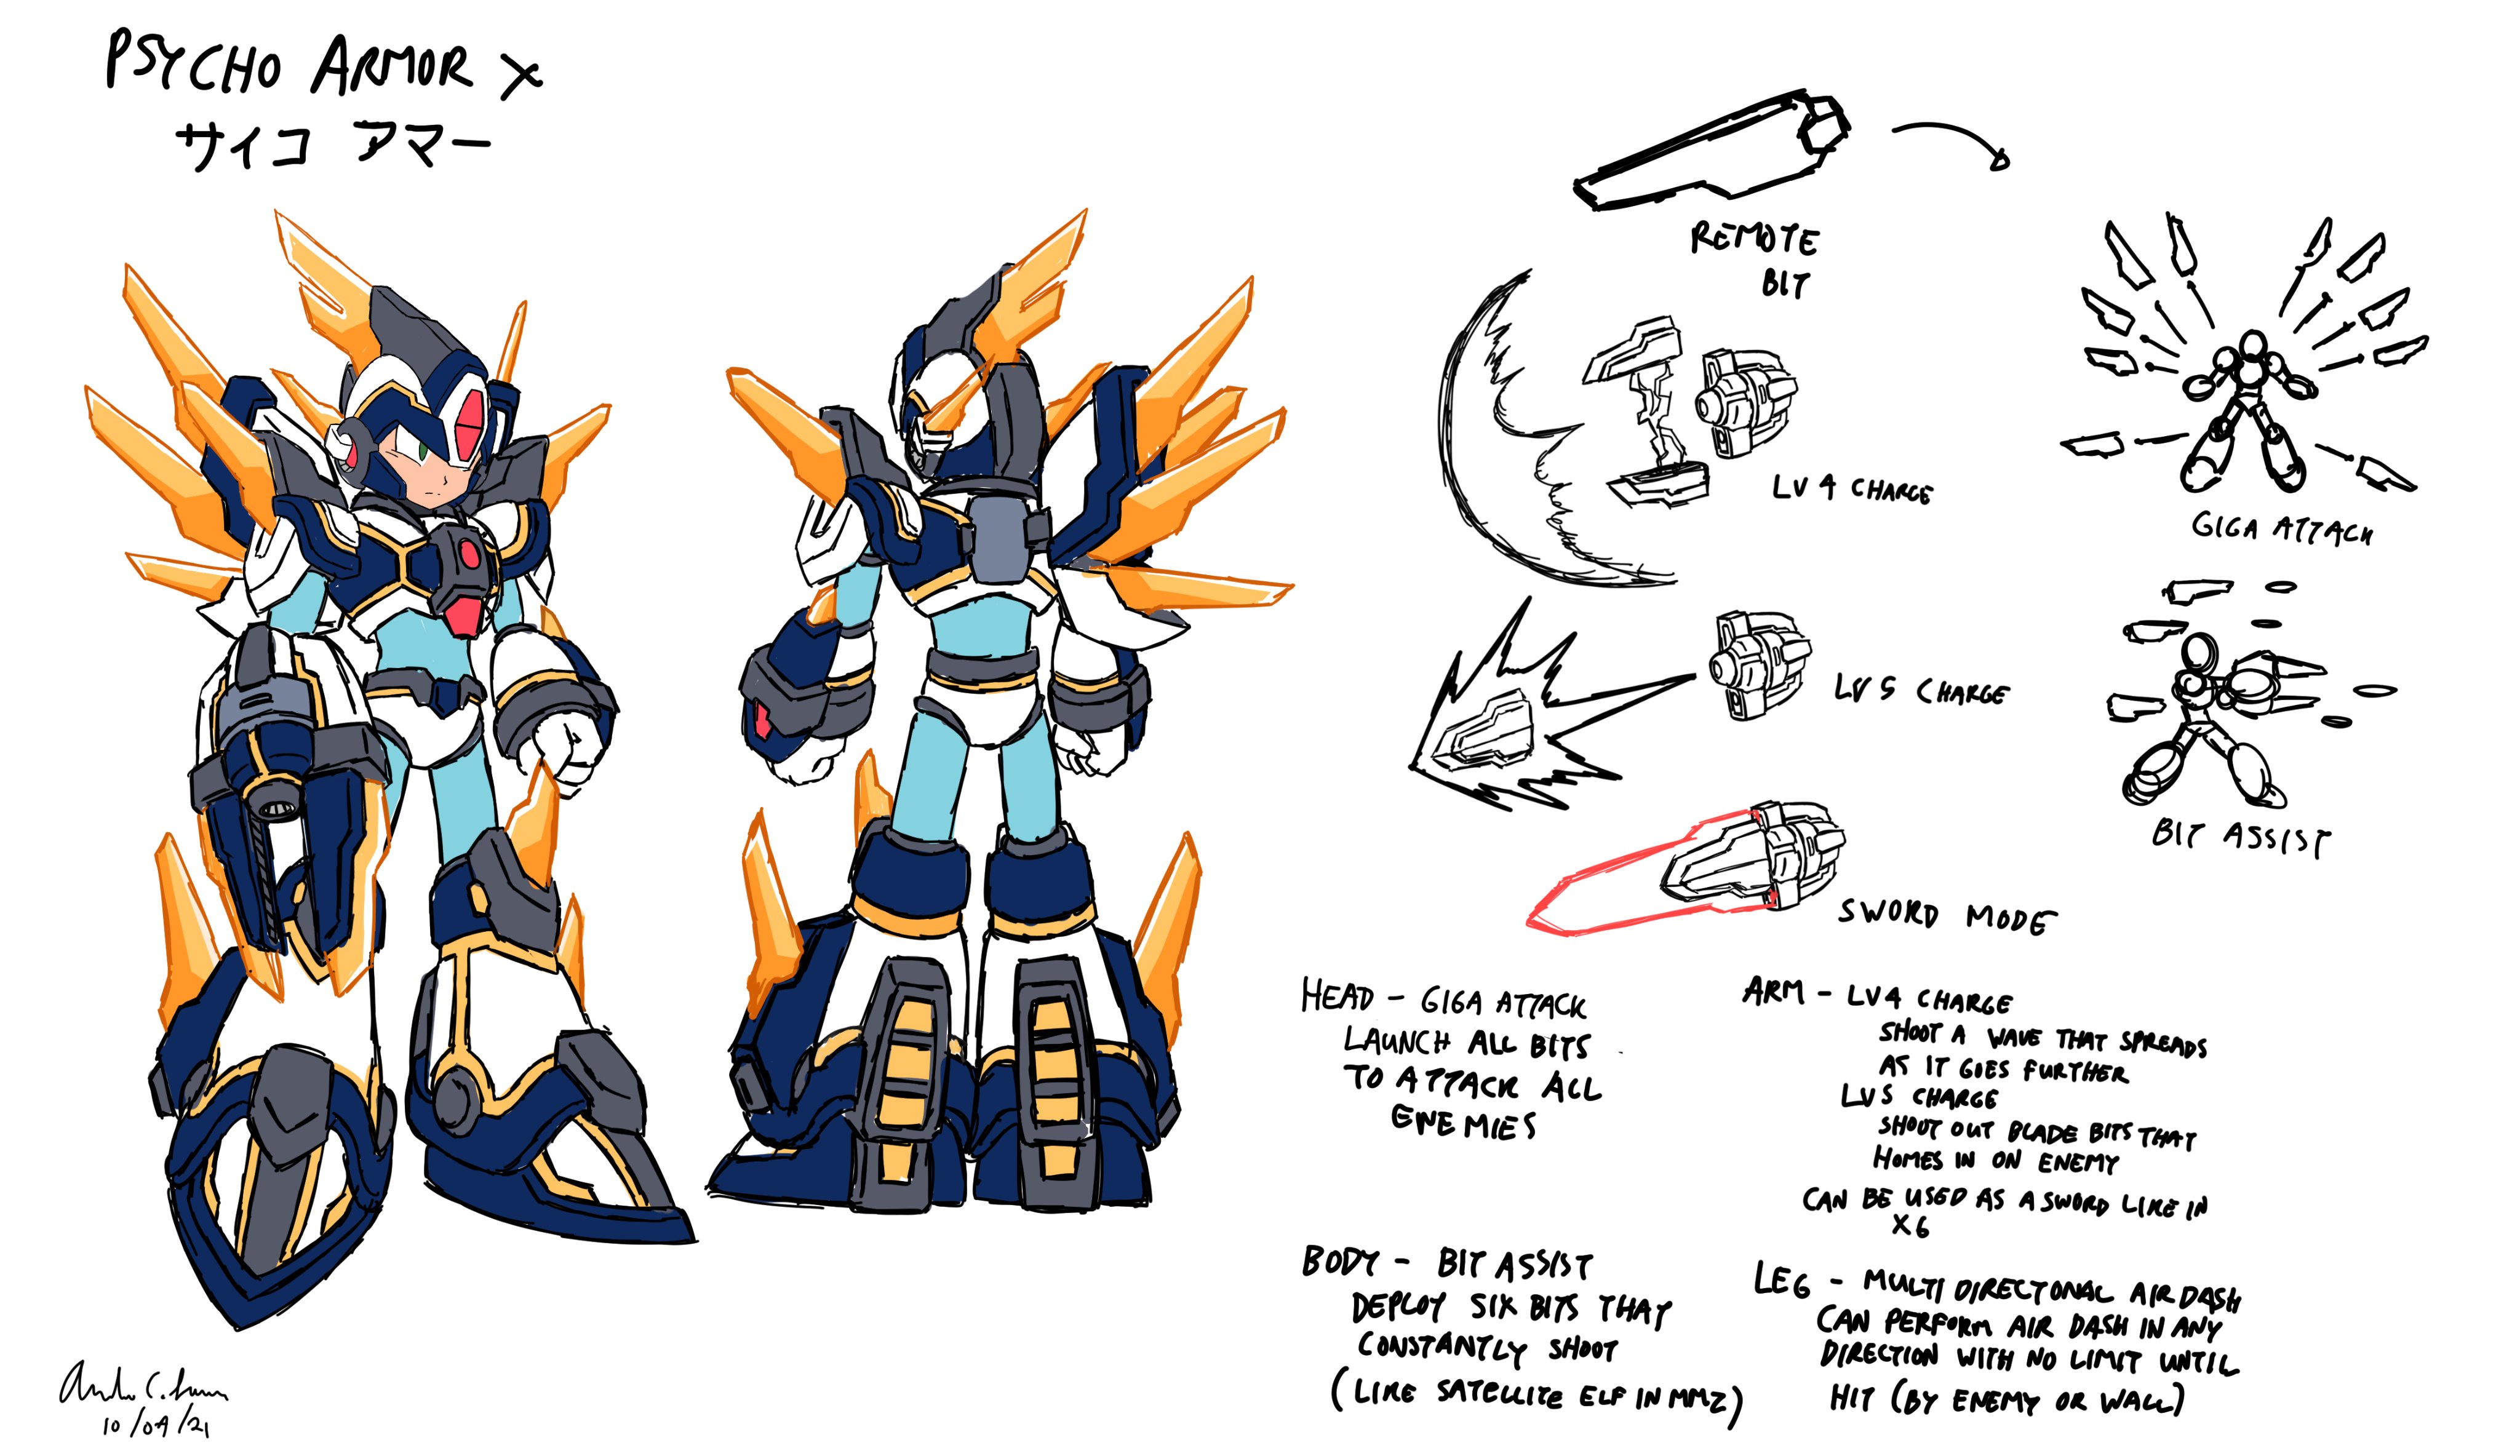 PSYCHO ARMOR X
サイコ アマー
REMOTE
BIT
LV 4 CHARGE
GIGA ATTACK
LV 5 CHARGE
BIT ASSIST
SWORD MODE
HEAD - GIGA ATTACK
LAUNCH ALL BITS
TO ATTACK ALL
ENEMIES
ARM - LV4 CHARGE
SHOOT A WAVE THAT SPREADS
AS IT GOES FURTHER
LV5 CHARGE
SHOUT OUT BLADE BITS THAT
HOMES IN ON ENEMY
CAN BE USED AS A SWORD LIKE IN
X6
BODY - BIT ASSIST
DEPLOY SIX BITS THAT
CONSTANTLY SHOOT
(LIKE SATELLITE ELF IN MMZ)
LEG - MULTI DIRECTONAL AIR DASH
CAN PERFORM AIR DASH IN ANY
DIRECTION WITH NO LIMIT UNTIL
HIT (BY ENEMY OR WALL)
10/09/21